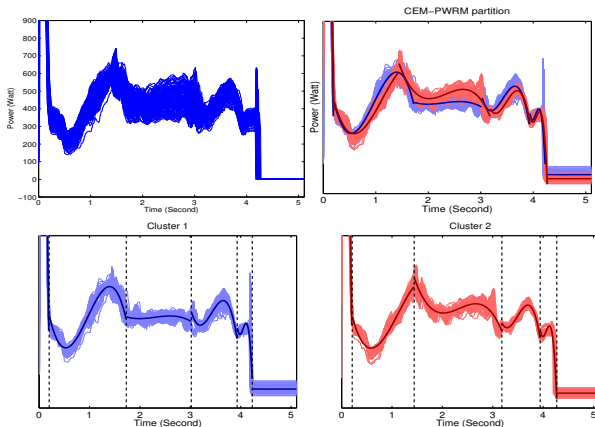 CEM-PWRM partition
900
800
700
600
500
400
300
200
100
0
-100
Power (Watt)
Power (Watt)
0 1 2 3 4 5
Time (Second)
0 1 2 3 4 5
Time (Second)
Cluster 1
Cluster 2
0 1 2 3 4 5
Time (Second)
0 1 2 3 4 5
Time (Second)